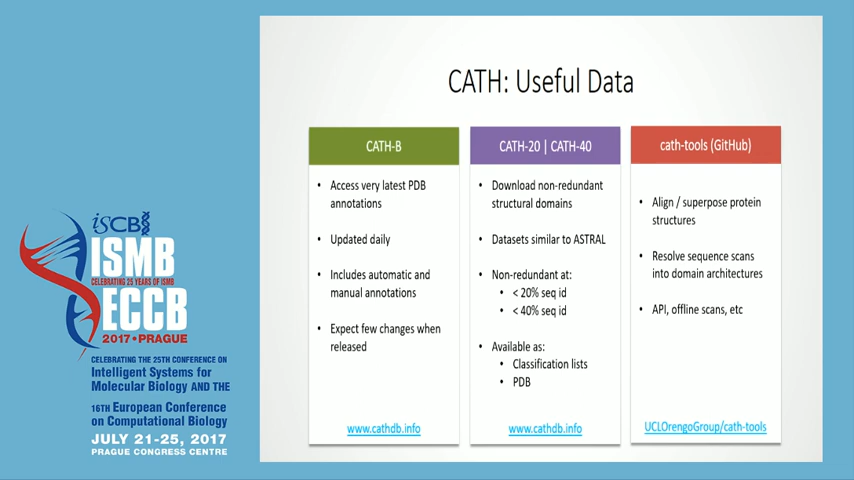 CATH: Useful Data
CATH-B
• Access very latest PDB
annotations
• Updated daily
• Includes automatic and
manual annotations
• Expect few changes when
released
www.cathdb.info
CATH-20 | CATH-40
• Download non-redundant
structural domains
• Datasets similar to ASTRAL
• Non-redundant at:
• < 20% seq id
• < 40% seq id
• Available as:
• Classification lists
• PDB
www.cathdb.info
cath-tools (GitHub)
• Align / superpose protein
structures
• Resolve sequence scans
into domain architectures
• API, offline scans, etc
UCLOrengoGroup/cath-tools
iSCB
ISMB
CELEBRATING 25 YEARS OF ISMB
ECCB
2017 • PRAGUE
CELEBRATING THE 25TH CONFERENCE ON
Intelligent Systems for
Molecular Biology AND THE
16TH European Conference
on Computational Biology
JULY 21-25, 2017
PRAGUE CONGRESS CENTRE